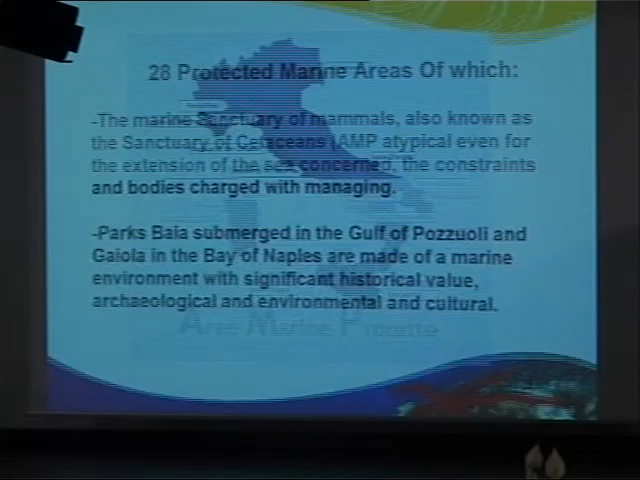 28 Protected Marine Areas Of which:
-The marine Sanctuary of mammals, also known as
the Sanctuary of Cetaceans (AMP atypical even for
the extension of the sea concerned, the constraints
and bodies charged with managing.
-Parks Baia submerged in the Gulf of Pozzuoli and
Gaiola in the Bay of Naples are made of a marine
environment with significant historical value,
archaeological and environmental and cultural.
Aree Marine Protette